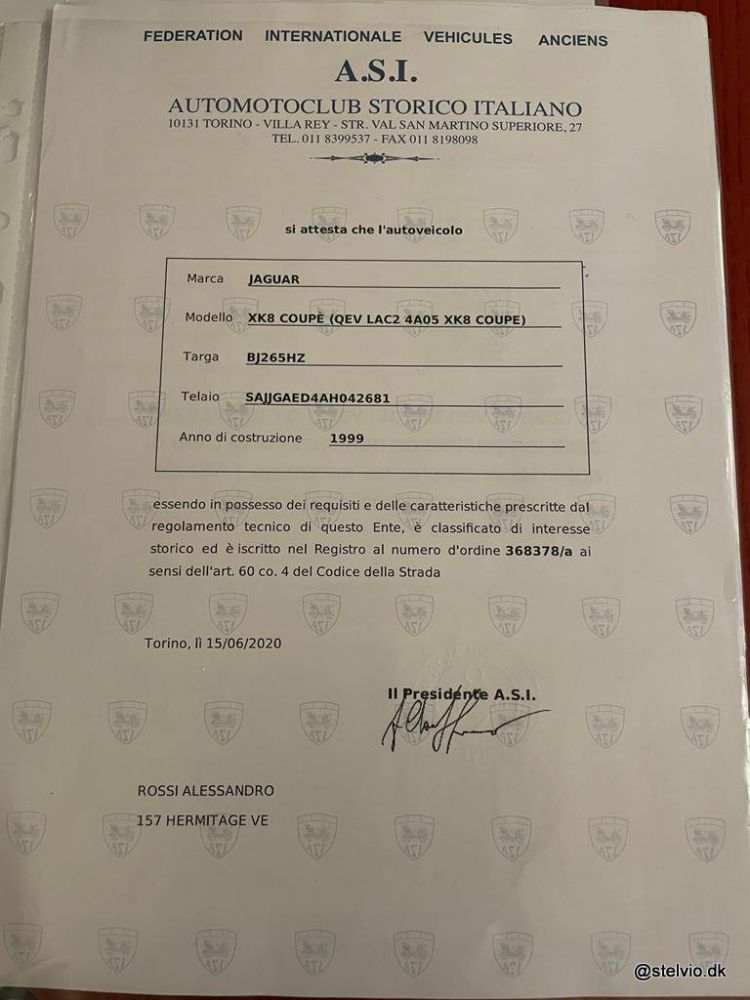 FEDERATION INTERNATIONALE VEHICULES ANCIENS
A.S.I.
AUTOMOTOCLUB STORICO ITALIANO
10131 TORINO - VILLA REY - STR. VAL SAN MARTINO SUPERIORE, 27
TEL. 011 8399537 - FAX 011 8198098
si attesta che l'autoveicolo
Marca JAGUAR
Modello XK8 COUPÈ (QEV LAC2 4A05 XK8 COUPE)
Targa BJ265HZ
Telaio SAJJGAED4AH042681
Anno di costruzione 1999
essendo in possesso dei requisiti e delle caratteristiche prescritte dal
regolamento tecnico di questo Ente, è classificato di interesse
storico ed è iscritto nel Registro al numero d'ordine 368378/a ai
sensi dell'art. 60 co. 4 del Codice della Strada
Torino, lì 15/06/2020
Il Presidente A.S.I.
ROSSI ALESSANDRO
157 HERMITAGE VE
@stelvio.dk